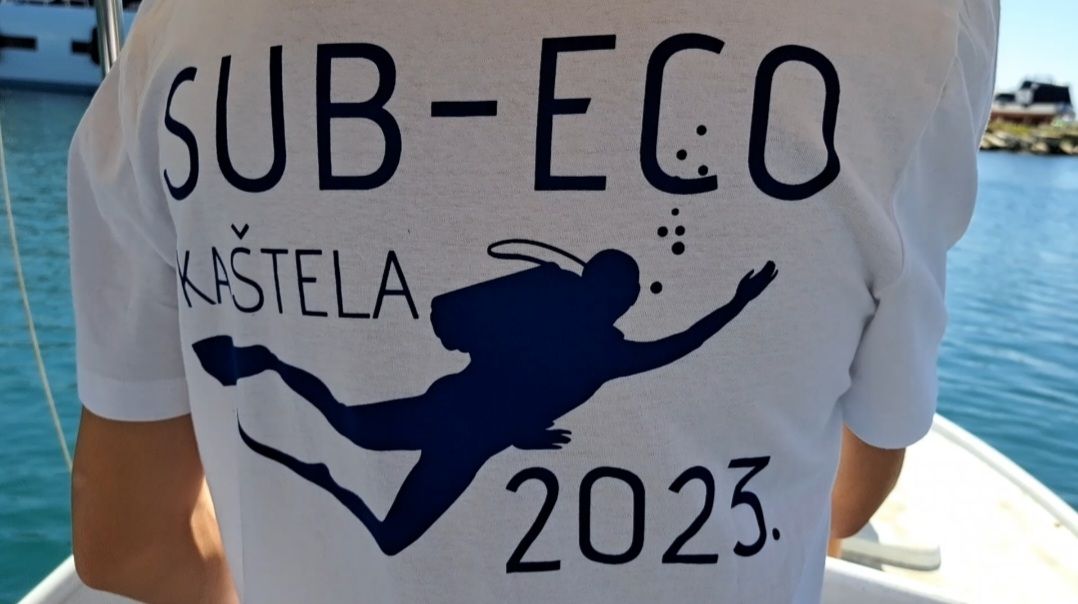 SUB-ECO
KAŠTELA
2023.